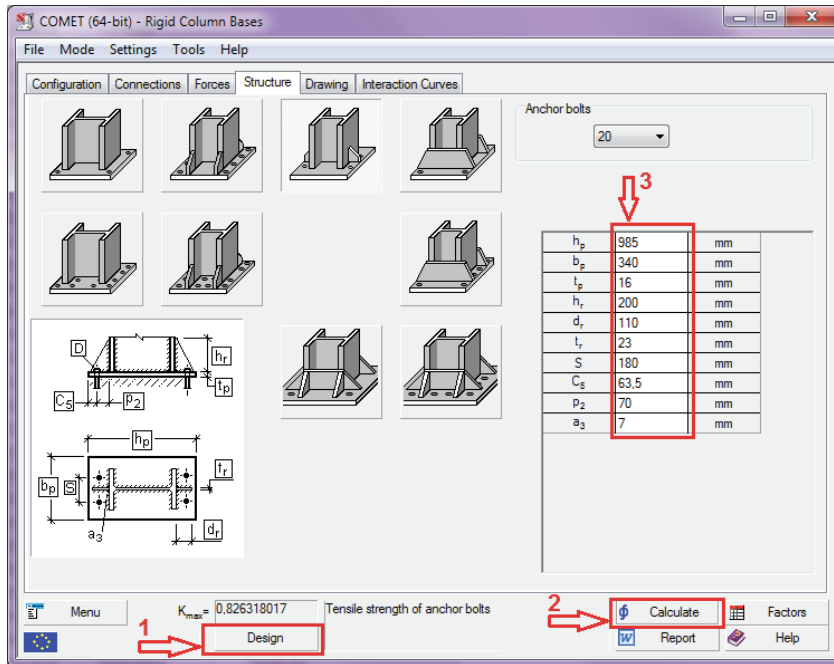 COMET (64-bit) - Rigid Column Bases
File Mode Settings Tools Help
Configuration Connections Forces Structure Drawing Interaction Curves
Anchor bolts
20
3
hp 985 mm
bp 340 mm
tp 16 mm
hr 200 mm
dr 110 mm
tr 23 mm
S 180 mm
C5 63,5 mm
p2 70 mm
a3 7 mm
D hr
tp
C5 p2
hp
tr
bp S
a3 dr
Menu Kmax= 0,826318017 Tensile strength of anchor bolts 2 Calculate Factors
1 Design W Report Help